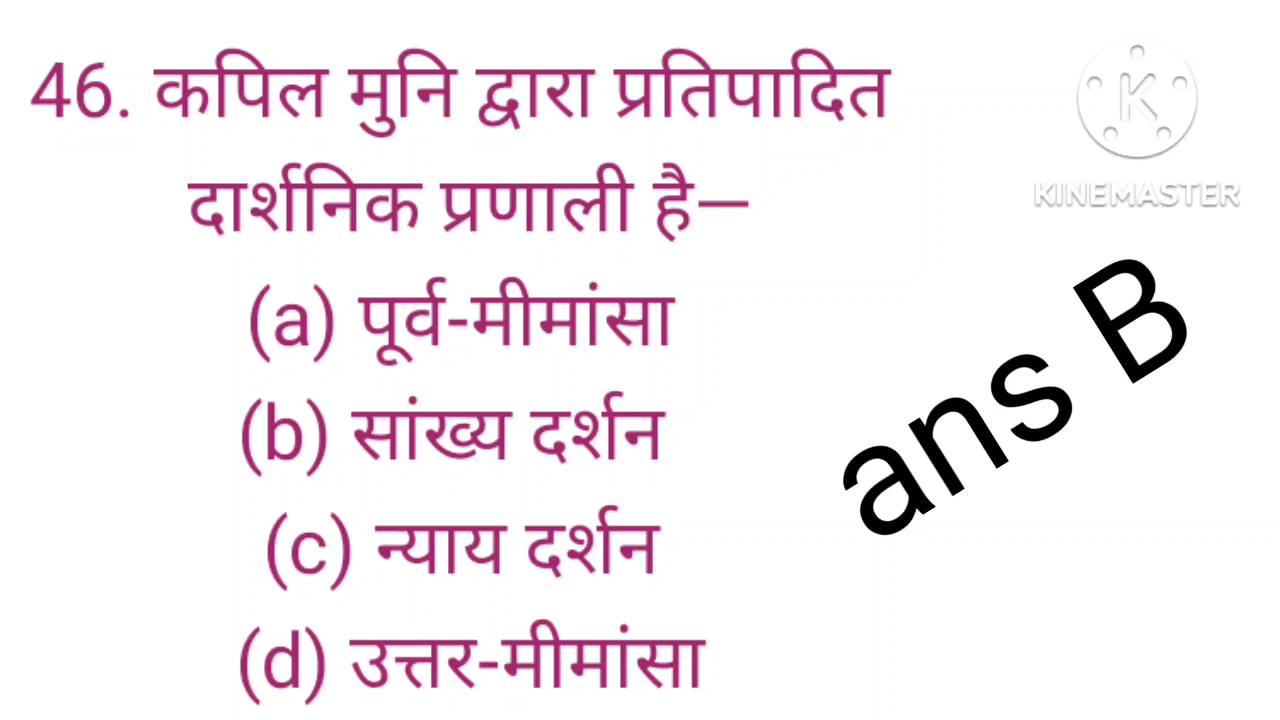 46. कपिल मुनि द्वारा प्रतिपादित
दार्शनिक प्रणाली है—
(a) पूर्व-मीमांसा
(b) सांख्य दर्शन
(c) न्याय दर्शन
(d) उत्तर-मीमांसा
ans B
K
KINEMASTER